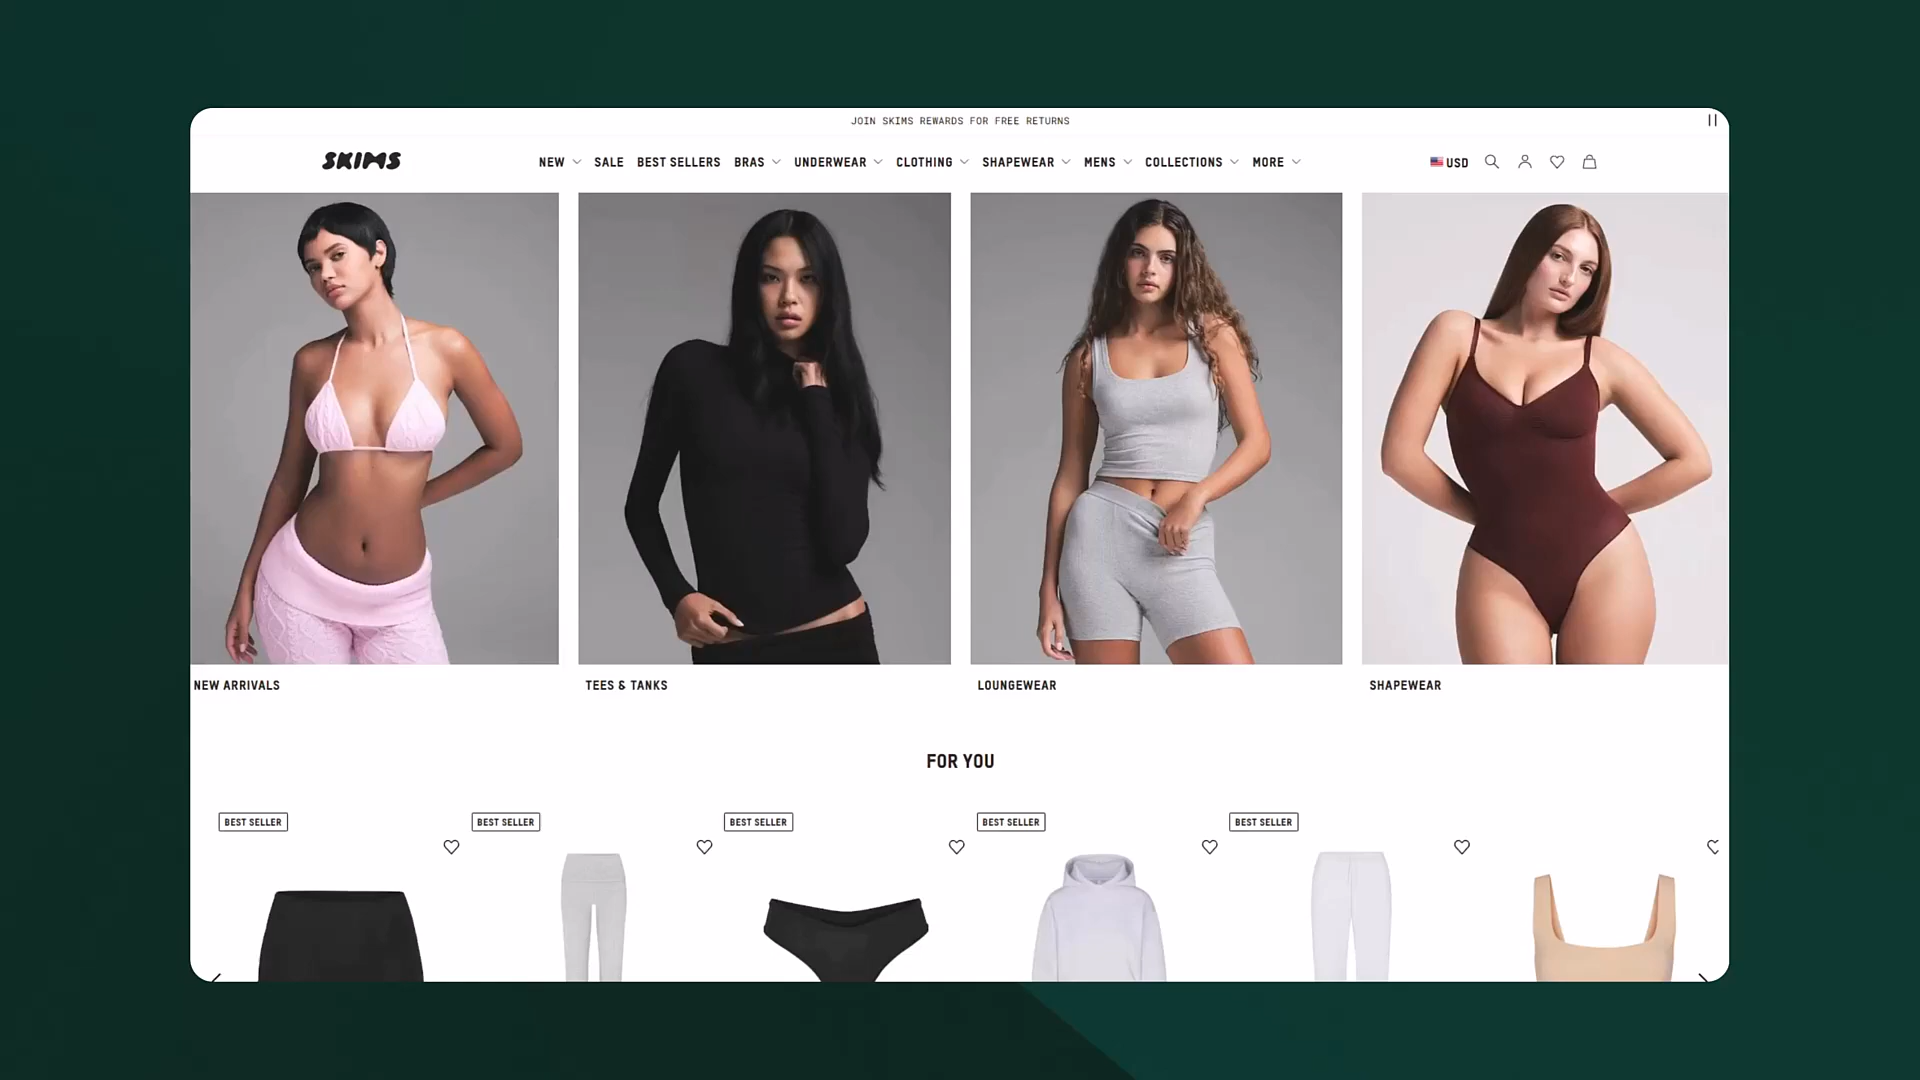 JOIN SKIMS REWARDS FOR FREE RETURNS
SKIMS
NEW SALE BEST SELLERS BRAS UNDERWEAR CLOTHING SHAPEWEAR MENS COLLECTIONS MORE
USD
NEW ARRIVALS
TEES & TANKS
LOUNGEWEAR
SHAPEWEAR
FOR YOU
BEST SELLER
BEST SELLER
BEST SELLER
BEST SELLER
BEST SELLER